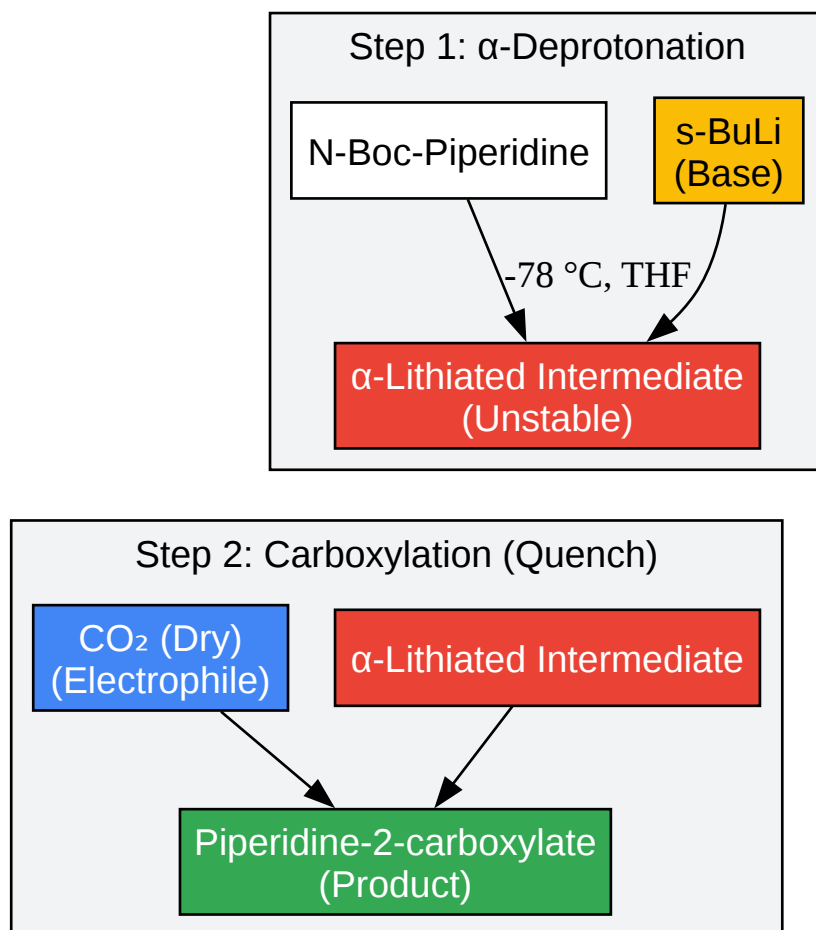 Step 1: α-Deprotonation
N-Boc-Piperidine
s-BuLi
(Base)
-78 °C, THF
α-Lithiated Intermediate
(Unstable)
Step 2: Carboxylation (Quench)
CO₂ (Dry)
(Electrophile)
α-Lithiated Intermediate
Piperidine-2-carboxylate
(Product)